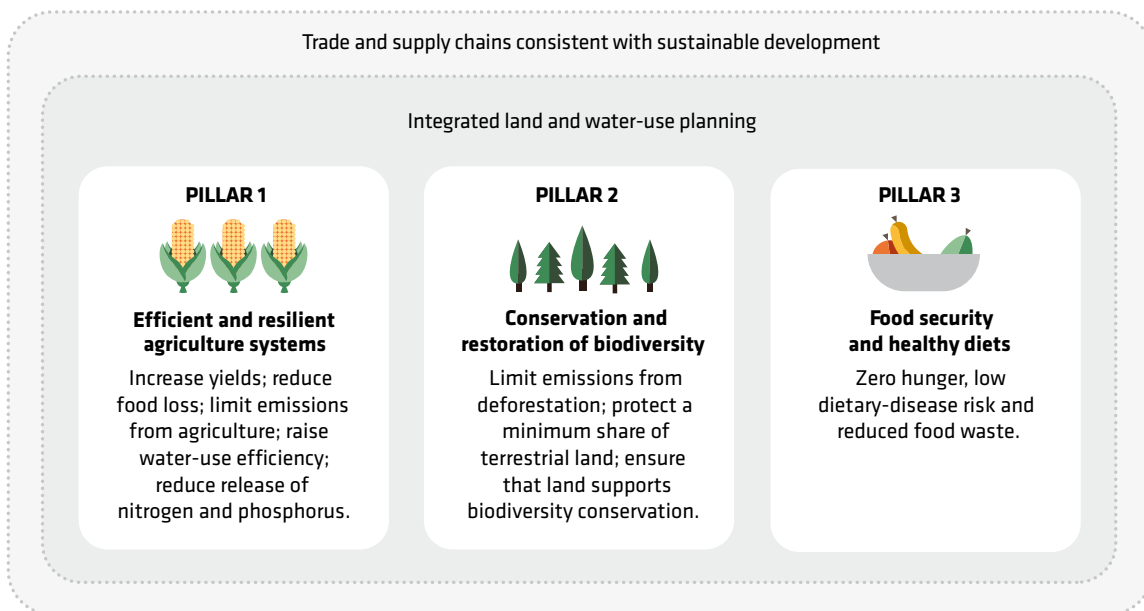 Trade and supply chains consistent with sustainable development
Integrated land and water-use planning
PILLAR 1
Efficient and resilient
agriculture systems
Increase yields; reduce
food loss; limit emissions
from agriculture; raise
water-use efficiency;
reduce release of
nitrogen and phosphorus.
PILLAR 2
Conservation and
restoration of biodiversity
Limit emissions from
deforestation; protect a
minimum share of
terrestrial land; ensure
that land supports
biodiversity conservation.
PILLAR 3
Food security
and healthy diets
Zero hunger, low
dietary-disease risk and
reduced food waste.